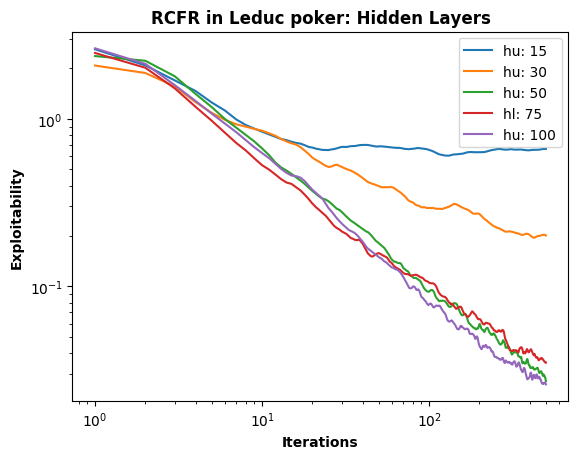 RCFR in Leduc poker: Hidden Layers
hu: 15
hu: 30
hu: 50
hl: 75
hu: 100
Exploitability
10⁰
10⁻¹
10⁰
10¹
10²
Iterations